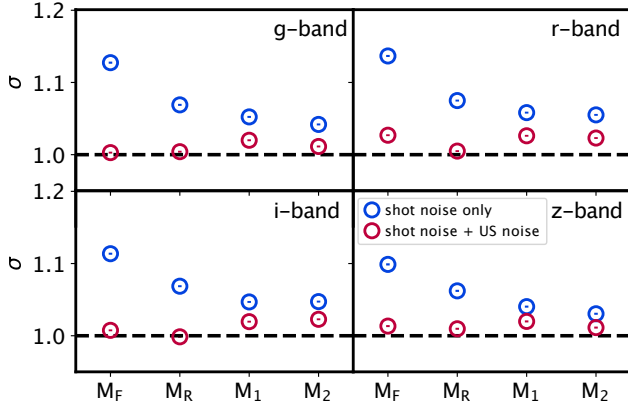 1.2
g-band
r-band
1.1
σ
1.0
1.2
i-band
z-band
shot noise only
shot noise + US noise
1.1
σ
1.0
M_F M_R M_1 M_2 M_F M_R M_1 M_2